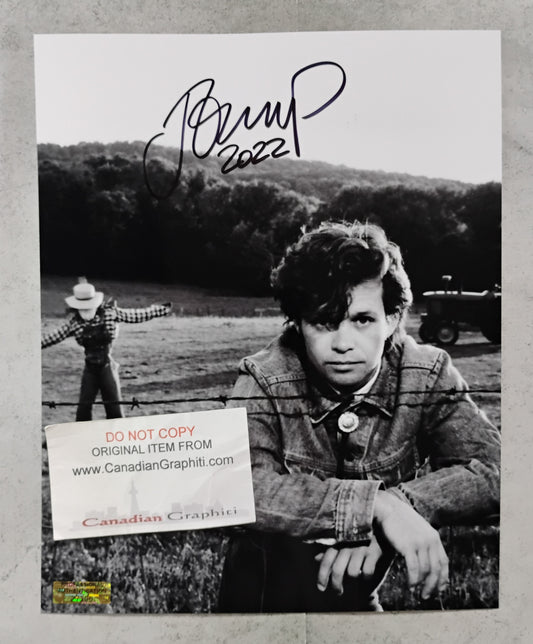 2022
DO NOT COPY
ORIGINAL ITEM FROM
www.CanadianGraphiti.com
Canadian Graphiti